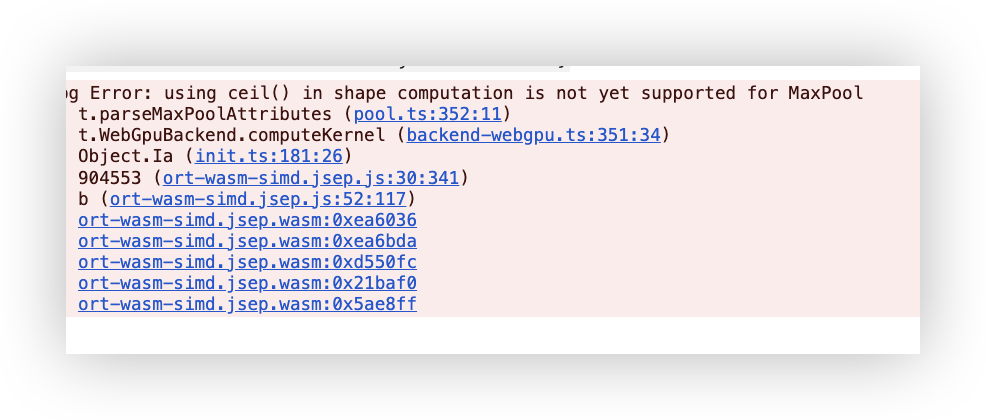 Error: using ceil() in shape computation is not yet supported for MaxPool
t.parseMaxPoolAttributes (pool.ts:352:11)
t.WebGpuBackend.computeKernel (backend-webgpu.ts:351:34)
Object.Ia (init.ts:181:26)
904553 (ort-wasm-simd.jsep.js:30:341)
b (ort-wasm-simd.jsep.js:52:117)
ort-wasm-simd.jsep.wasm:0xea6036
ort-wasm-simd.jsep.wasm:0xea6bda
ort-wasm-simd.jsep.wasm:0xd550fc
ort-wasm-simd.jsep.wasm:0x21baf0
ort-wasm-simd.jsep.wasm:0x5ae8ff